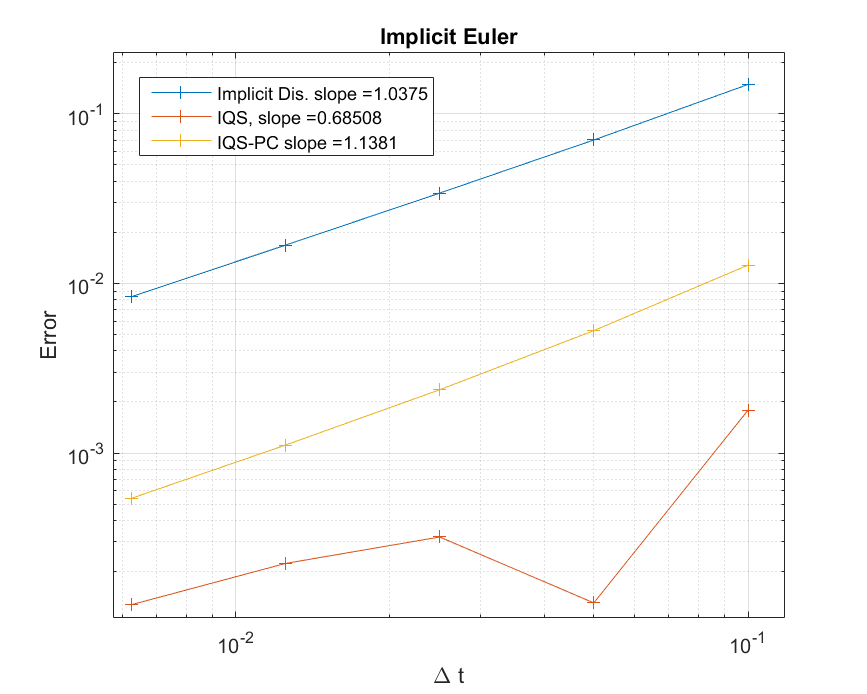 Implicit Euler
Implicit Dis. slope =1.0375
IQS, slope =0.68508
IQS-PC slope =1.1381
10^-1
10^-2
10^-3
Error
10^-2
10^-1
Δ t